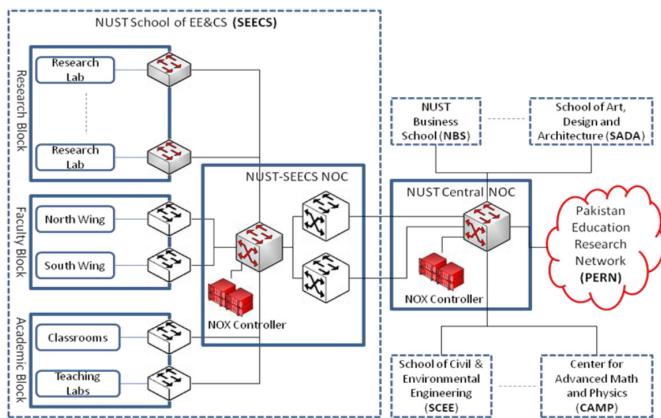 NUST School of EE&CS (SEECS)
Research Block
Research
Lab
Research
Lab
Faculty Block
North Wing
South Wing
Academic Block
Classrooms
Teaching
Labs
NUST-SEECS NOC
NOX Controller
NUST Central NOC
NOX Controller
NUST
Business
School (NBS)
School of Art,
Design and
Architecture (SADA)
Pakistan
Education
Research
Network
(PERN)
School of Civil &
Environmental
Engineering
(SCEE)
Center for
Advanced Math
and Physics
(CAMP)